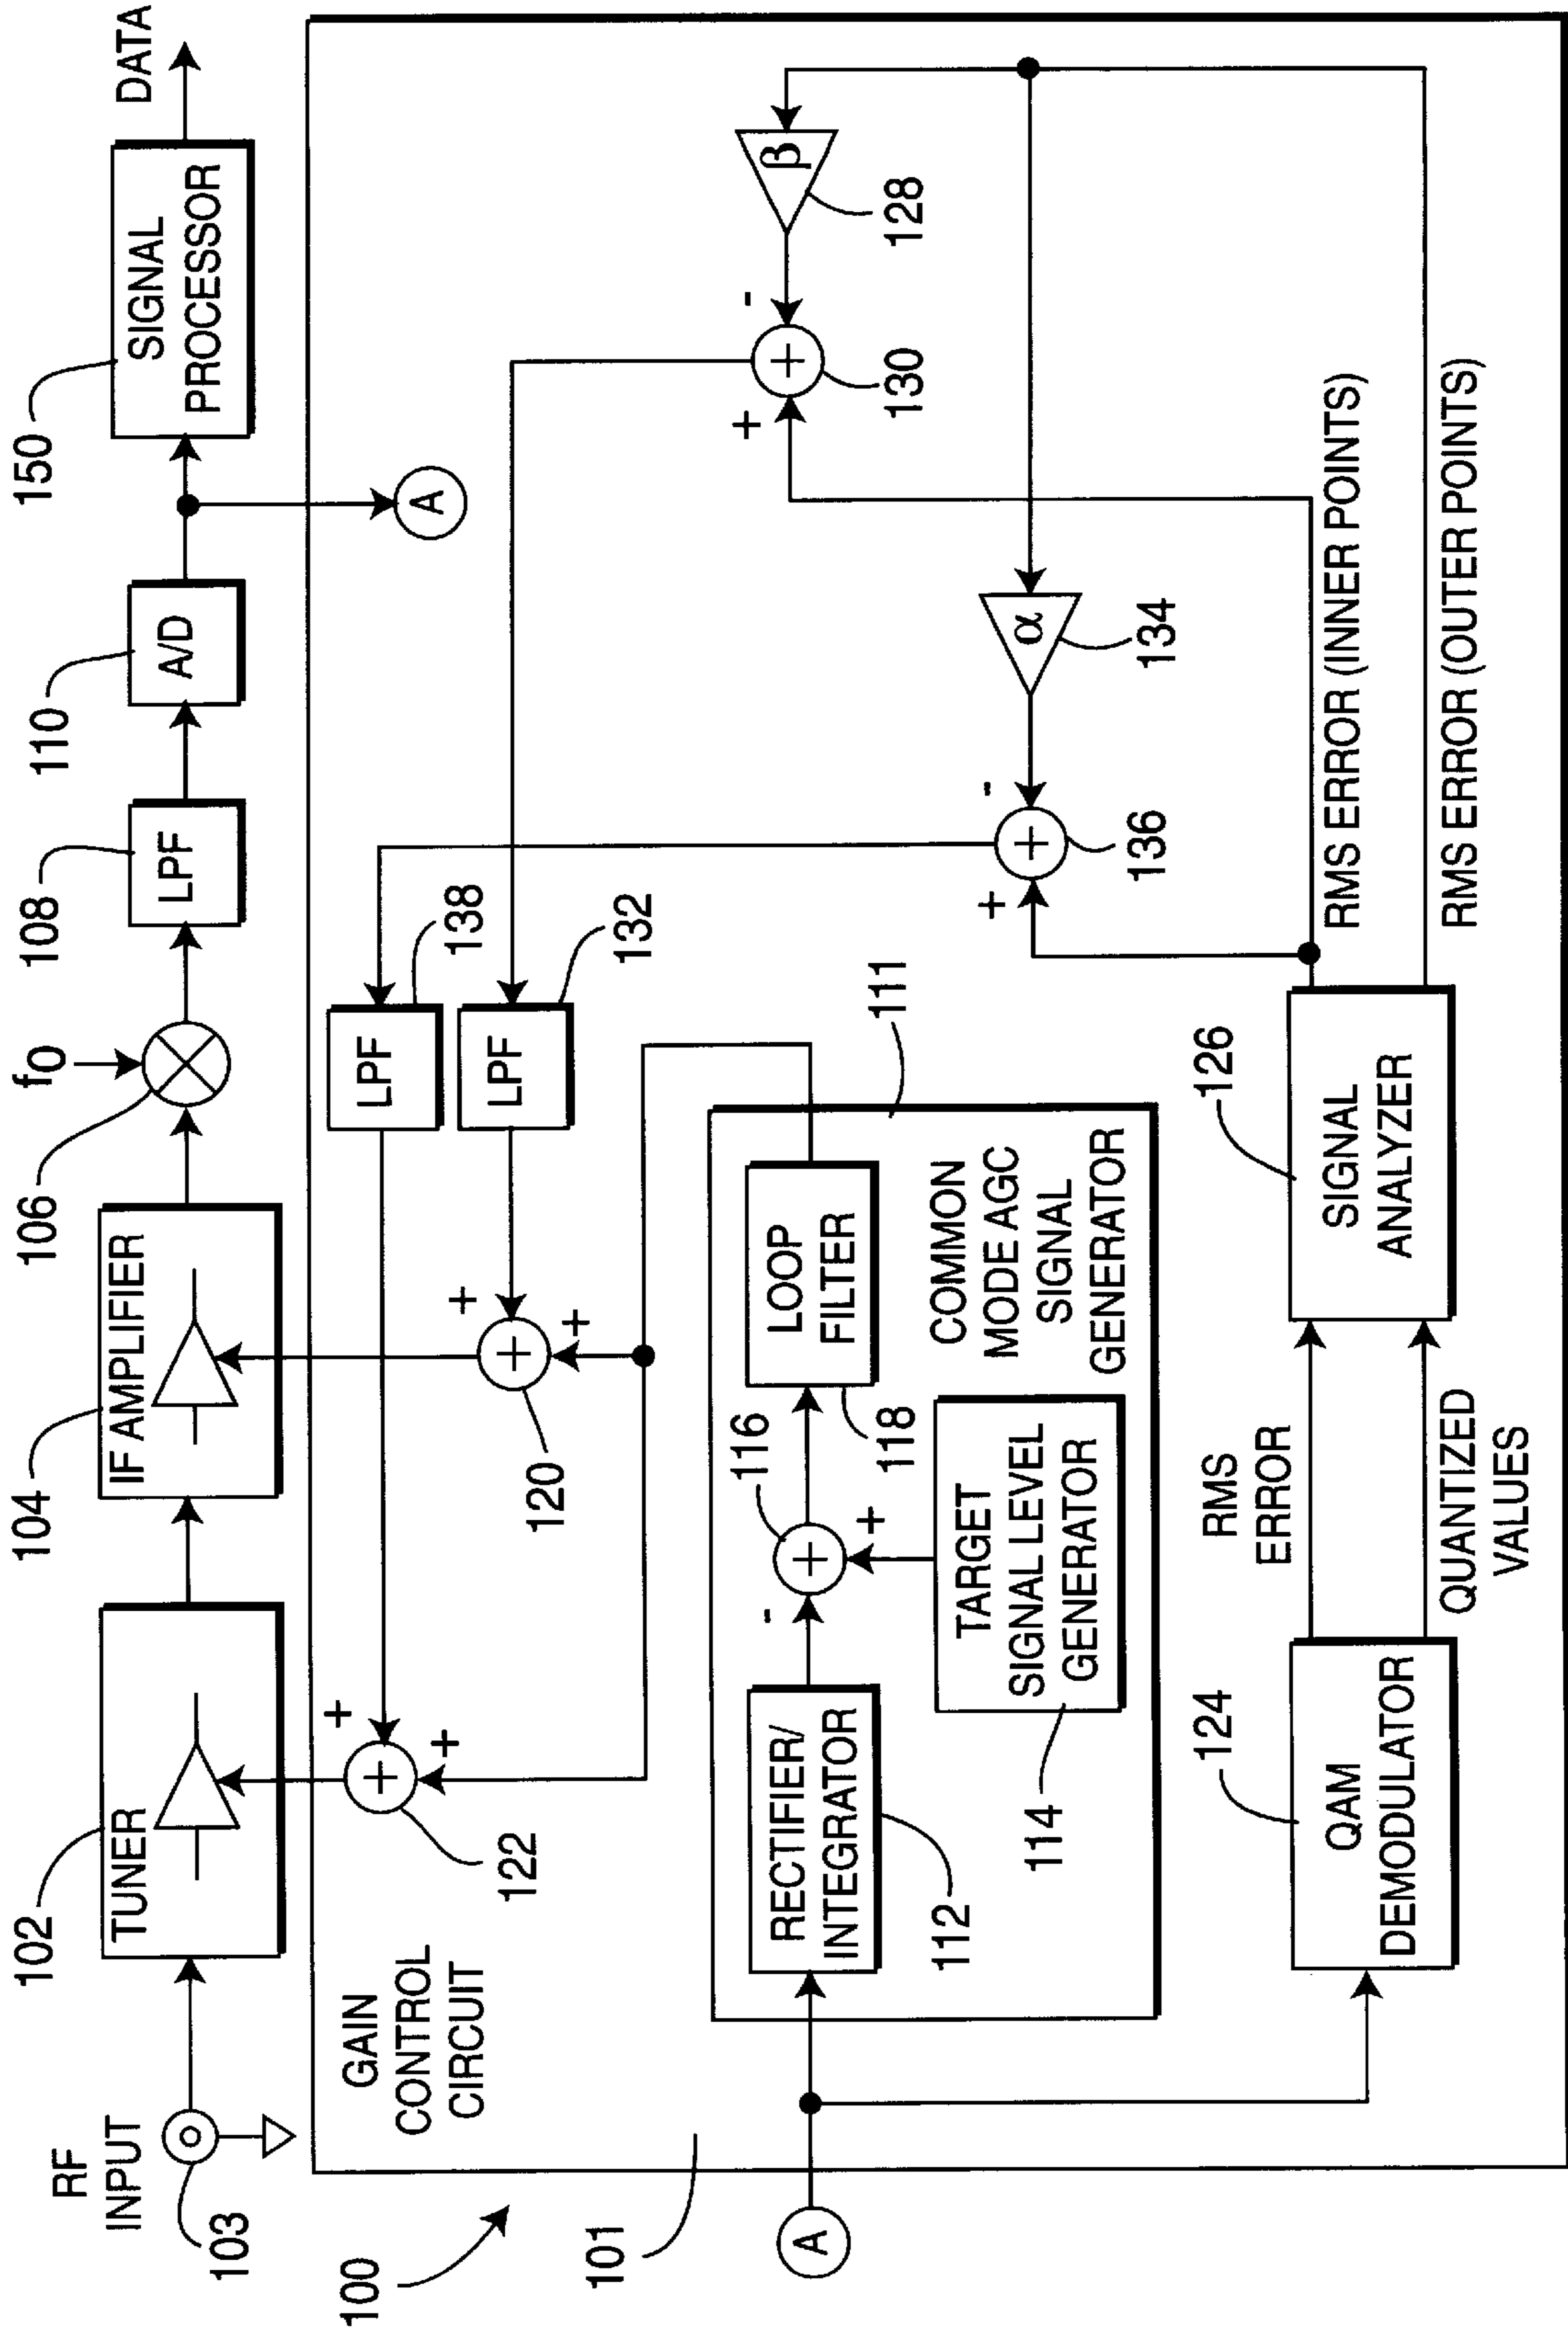 RF
INPUT
103
102
TUNER
104
IF AMPLIFIER
106
fO
108
LPF
110
A/D
150
SIGNAL
PROCESSOR
DATA
A
100
101
GAIN
CONTROL
CIRCUIT
122
+
+
+
120
+
+
+
LPF
138
LPF
132
A
RECTIFIER/
INTEGRATOR
112
-
+
116
+
TARGET
SIGNAL LEVEL
GENERATOR
114
LOOP
FILTER
118
COMMON
MODE AGC
SIGNAL
GENERATOR
111
+
+
-
136
α
134
+
+
-
130
β
128
QAM
DEMODULATOR
124
RMS
ERROR
QUANTIZED
VALUES
SIGNAL
ANALYZER
126
RMS ERROR (INNER POINTS)
RMS ERROR (OUTER POINTS)